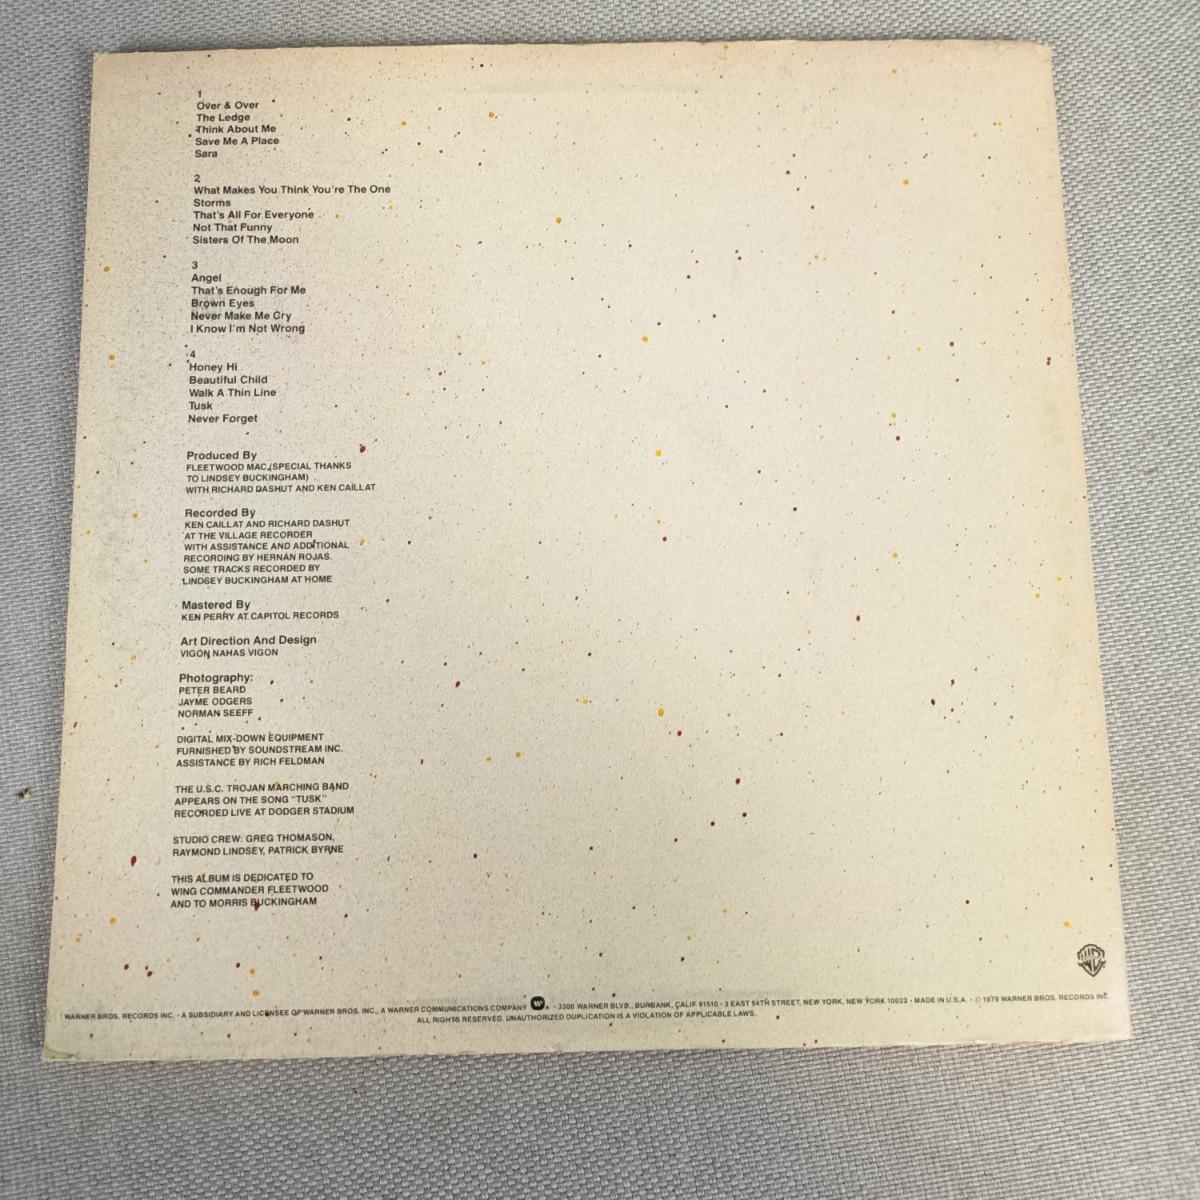 1
Over & Over
The Ledge
Think About Me
Save Me A Place
Sara
2
What Makes You Think You're The One
Storms
That's All For Everyone
Not That Funny
Sisters Of The Moon
3
Angel
That's Enough For Me
Brown Eyes
Never Make Me Cry
I Know I'm Not Wrong
4
Honey Hi
Beautiful Child
Walk A Thin Line
Tusk
Never Forget
Produced By
FLEETWOOD MAC (SPECIAL THANKS
TO LINDSEY BUCKINGHAM)
WITH RICHARD DASHUT AND KEN CAILLAT
Recorded By
KEN CAILLAT AND RICHARD DASHUT
AT THE VILLAGE RECORDER
WITH ASSISTANCE AND ADDITIONAL
RECORDING BY HERNÁN ROJAS.
SOME TRACKS RECORDED BY
LINDSEY BUCKINGHAM AT HOME
Mastered By
KEN PERRY AT CAPITOL RECORDS
Art Direction And Design
VIGON NAHAS VIGON
Photography:
PETER BEARD
JAYME ODGERS
NORMAN SEEFF
DIGITAL MIX-DOWN EQUIPMENT
FURNISHED BY SOUNDSTREAM INC.
ASSISTANCE BY RICH FELDMAN
THE U.S.C. TROJAN MARCHING BAND
APPEARS ON THE SONG "TUSK"
RECORDED LIVE AT DODGER STADIUM
STUDIO CREW: GREG THOMASON,
RAYMOND LINDSEY, PATRICK BYRNE
THIS ALBUM IS DEDICATED TO
WING COMMANDER FLEETWOOD
AND TO MORRIS BUCKINGHAM
WB
WARNER BROS. RECORDS INC. · A SUBSIDIARY AND LICENSEE OF WARNER BROS. INC., A WARNER COMMUNICATIONS COMPANY W. · 3300 WARNER BLVD., BURBANK, CALIF. 91510 · 3 EAST 54TH STREET, NEW YORK, NEW YORK 10022 · MADE IN U.S.A. · © 1979 WARNER BROS. RECORDS INC.
ALL RIGHTS RESERVED. UNAUTHORIZED DUPLICATION IS A VIOLATION OF APPLICABLE LAWS.